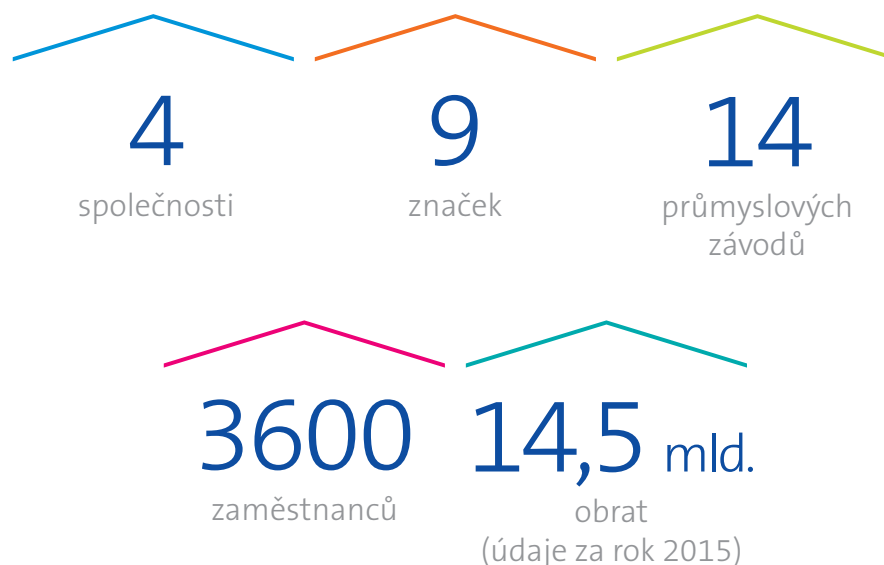 4
společnosti
9
značek
14
průmyslových
závodů
3600
zaměstnanců
14,5 mld.
obrat
(údaje za rok 2015)